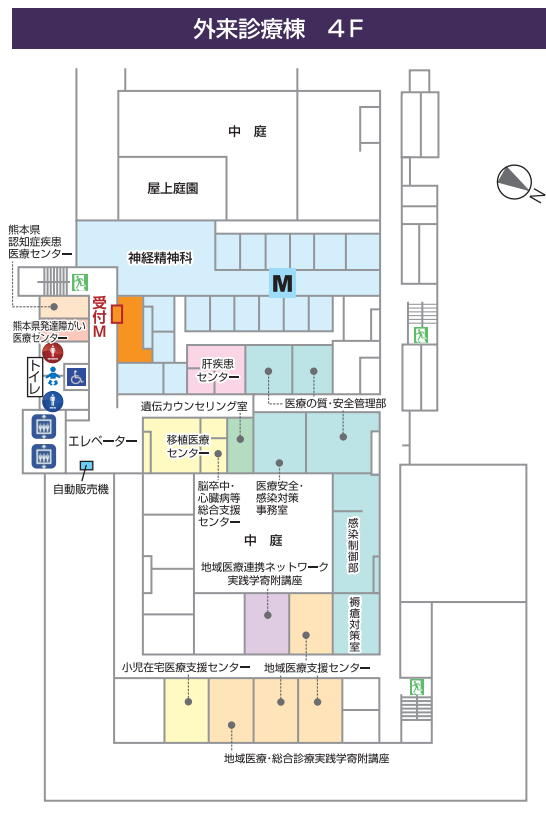 外来診療棟　４Ｆ
中　庭
屋上庭園
N
熊本県
認知症疾患
医療センター
神経精神科
M
受付M
熊本県発達障がい
医療センター
トイレ
肝疾患
センター
医療の質・安全管理部
遺伝カウンセリング室
エレベーター
移植医療
センター
自動販売機
脳卒中・
心臓病等
総合支援
センター
医療安全・
感染対策
事務室
中　庭
感染制御部
地域医療連携ネットワーク
実践学寄附講座
褥瘡対策室
小児在宅医療支援センター
地域医療支援センター
地域医療・総合診療実践学寄附講座